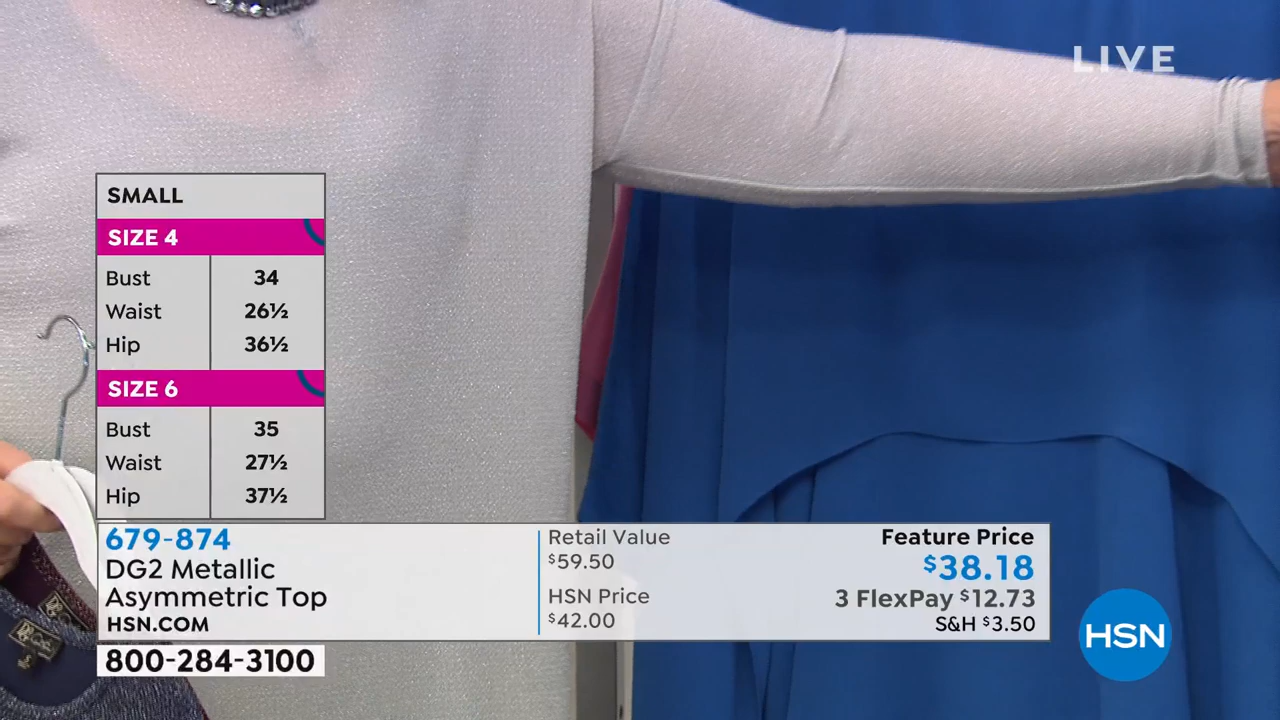 LIVE
SMALL
SIZE 4
Bust 34
Waist 26½
Hip 36½
SIZE 6
Bust 35
Waist 27½
Hip 37½
679-874
DG2 Metallic
Asymmetric Top
HSN.COM
Retail Value
$59.50
HSN Price
$42.00
Feature Price
$38.18
3 FlexPay $12.73
S&H $3.50
800-284-3100
HSN